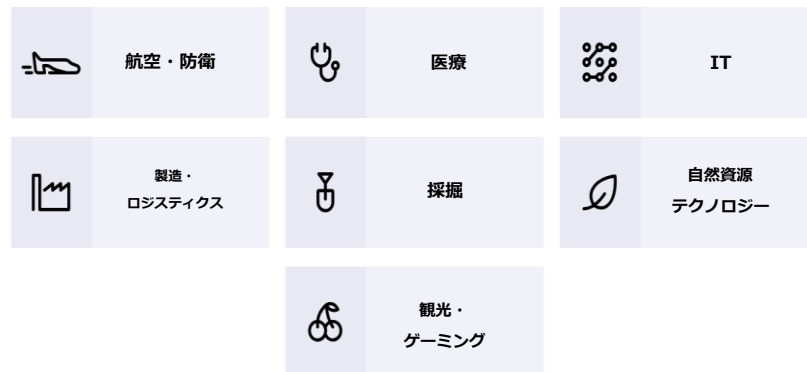 航空・防衛
医療
IT
製造・
ロジスティクス
採掘
自然資源
テクノロジー
観光・
ゲーミング